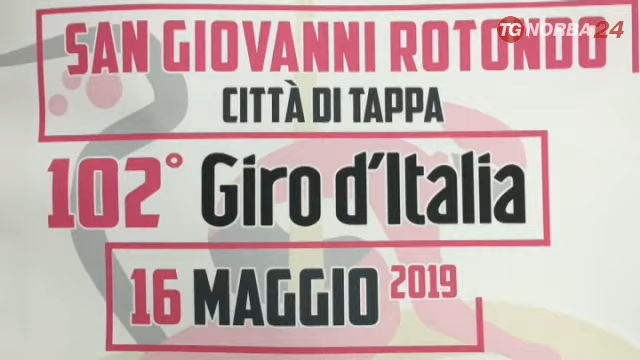 TG NORBA 24
SAN GIOVANNI ROTONDO
CITTÀ DI TAPPA
102° Giro d'Italia
16 MAGGIO 2019